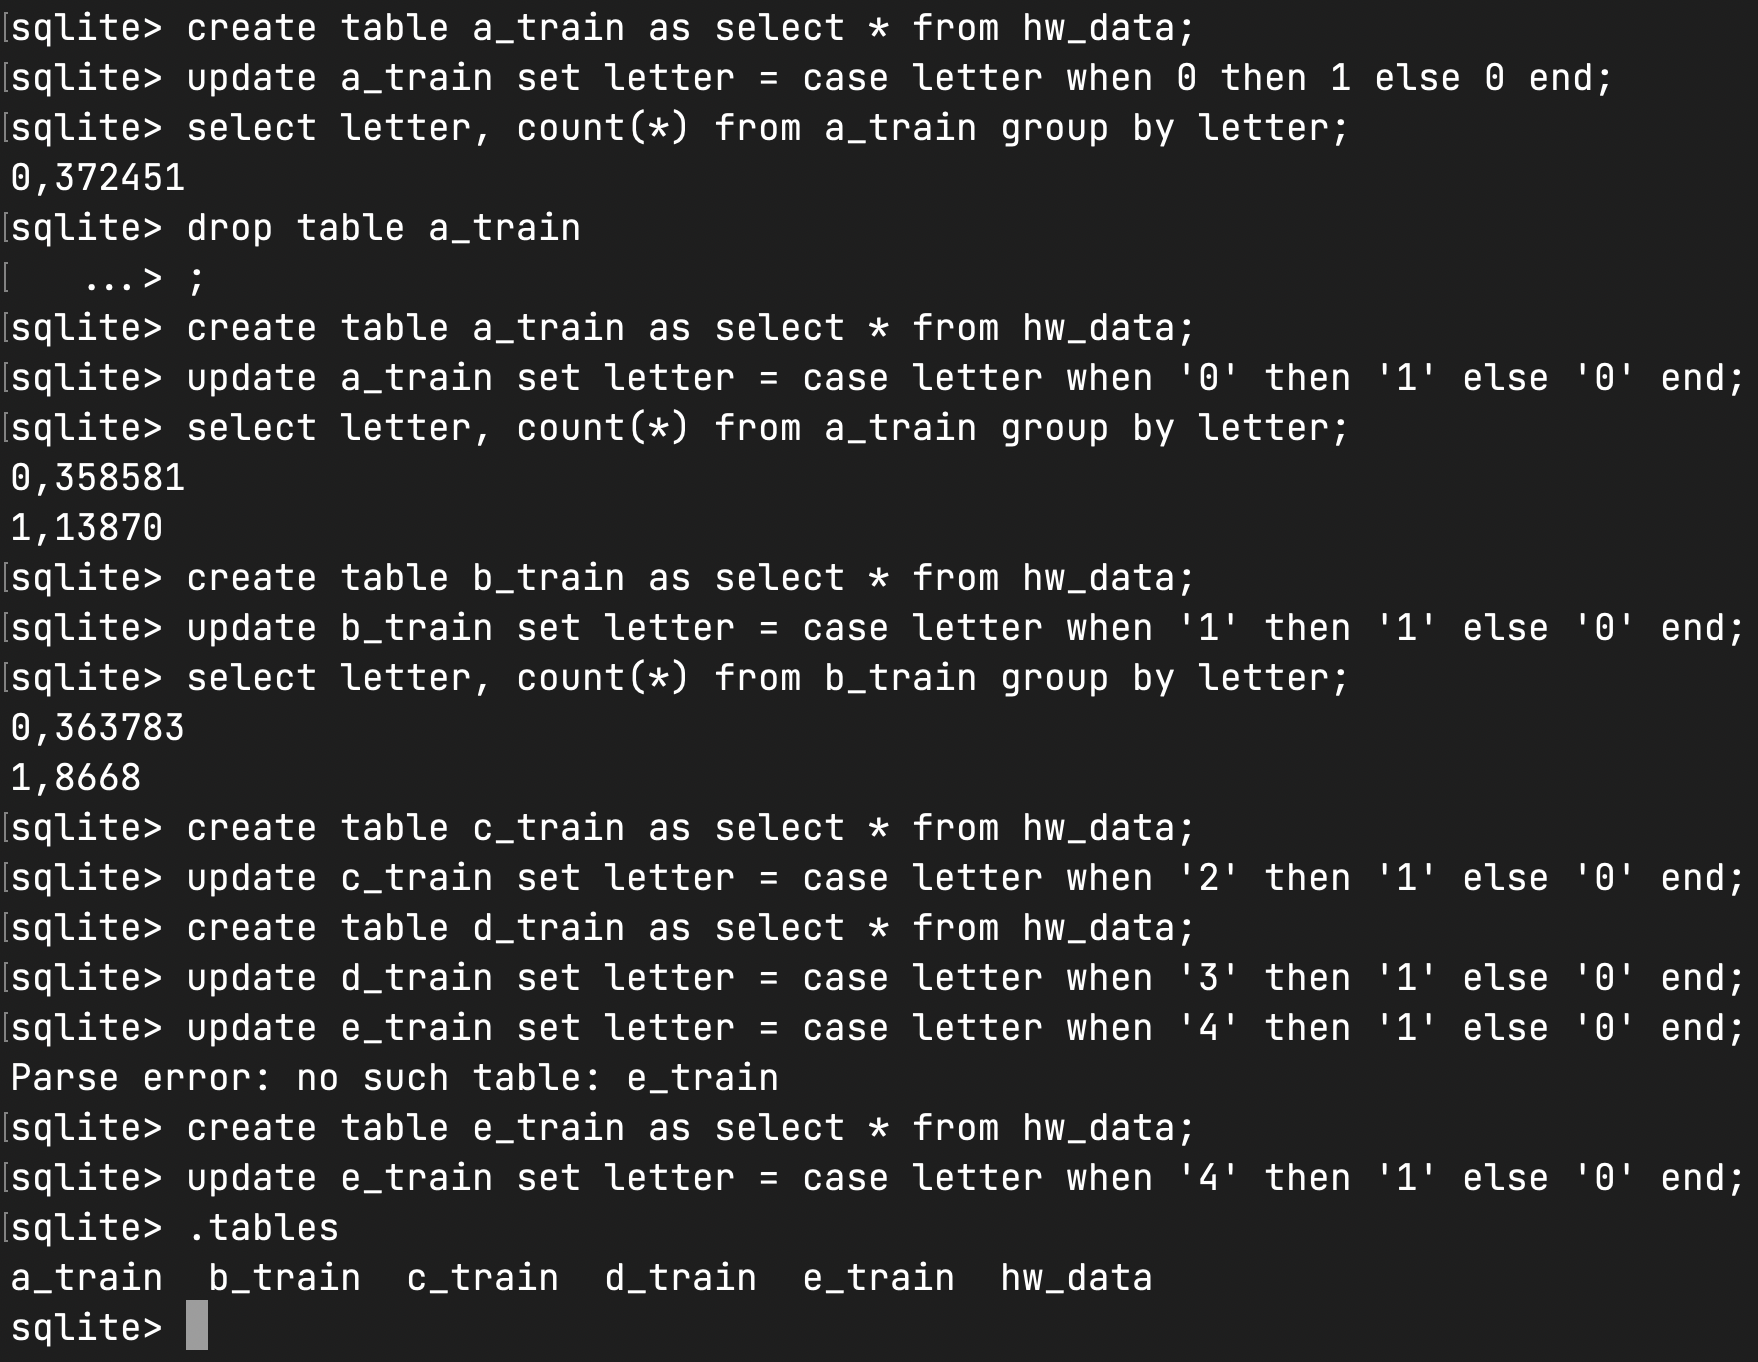 sqlite> create table a_train as select * from hw_data;
sqlite> update a_train set letter = case letter when 0 then 1 else 0 end;
sqlite> select letter, count(*) from a_train group by letter;
0,372451
sqlite> drop table a_train
   ...> ;
sqlite> create table a_train as select * from hw_data;
sqlite> update a_train set letter = case letter when '0' then '1' else '0' end;
sqlite> select letter, count(*) from a_train group by letter;
0,358581
1,13870
sqlite> create table b_train as select * from hw_data;
sqlite> update b_train set letter = case letter when '1' then '1' else '0' end;
sqlite> select letter, count(*) from b_train group by letter;
0,363783
1,8668
sqlite> create table c_train as select * from hw_data;
sqlite> update c_train set letter = case letter when '2' then '1' else '0' end;
sqlite> create table d_train as select * from hw_data;
sqlite> update d_train set letter = case letter when '3' then '1' else '0' end;
sqlite> update e_train set letter = case letter when '4' then '1' else '0' end;
Parse error: no such table: e_train
sqlite> create table e_train as select * from hw_data;
sqlite> update e_train set letter = case letter when '4' then '1' else '0' end;
sqlite> .tables
a_train  b_train  c_train  d_train  e_train  hw_data
sqlite>